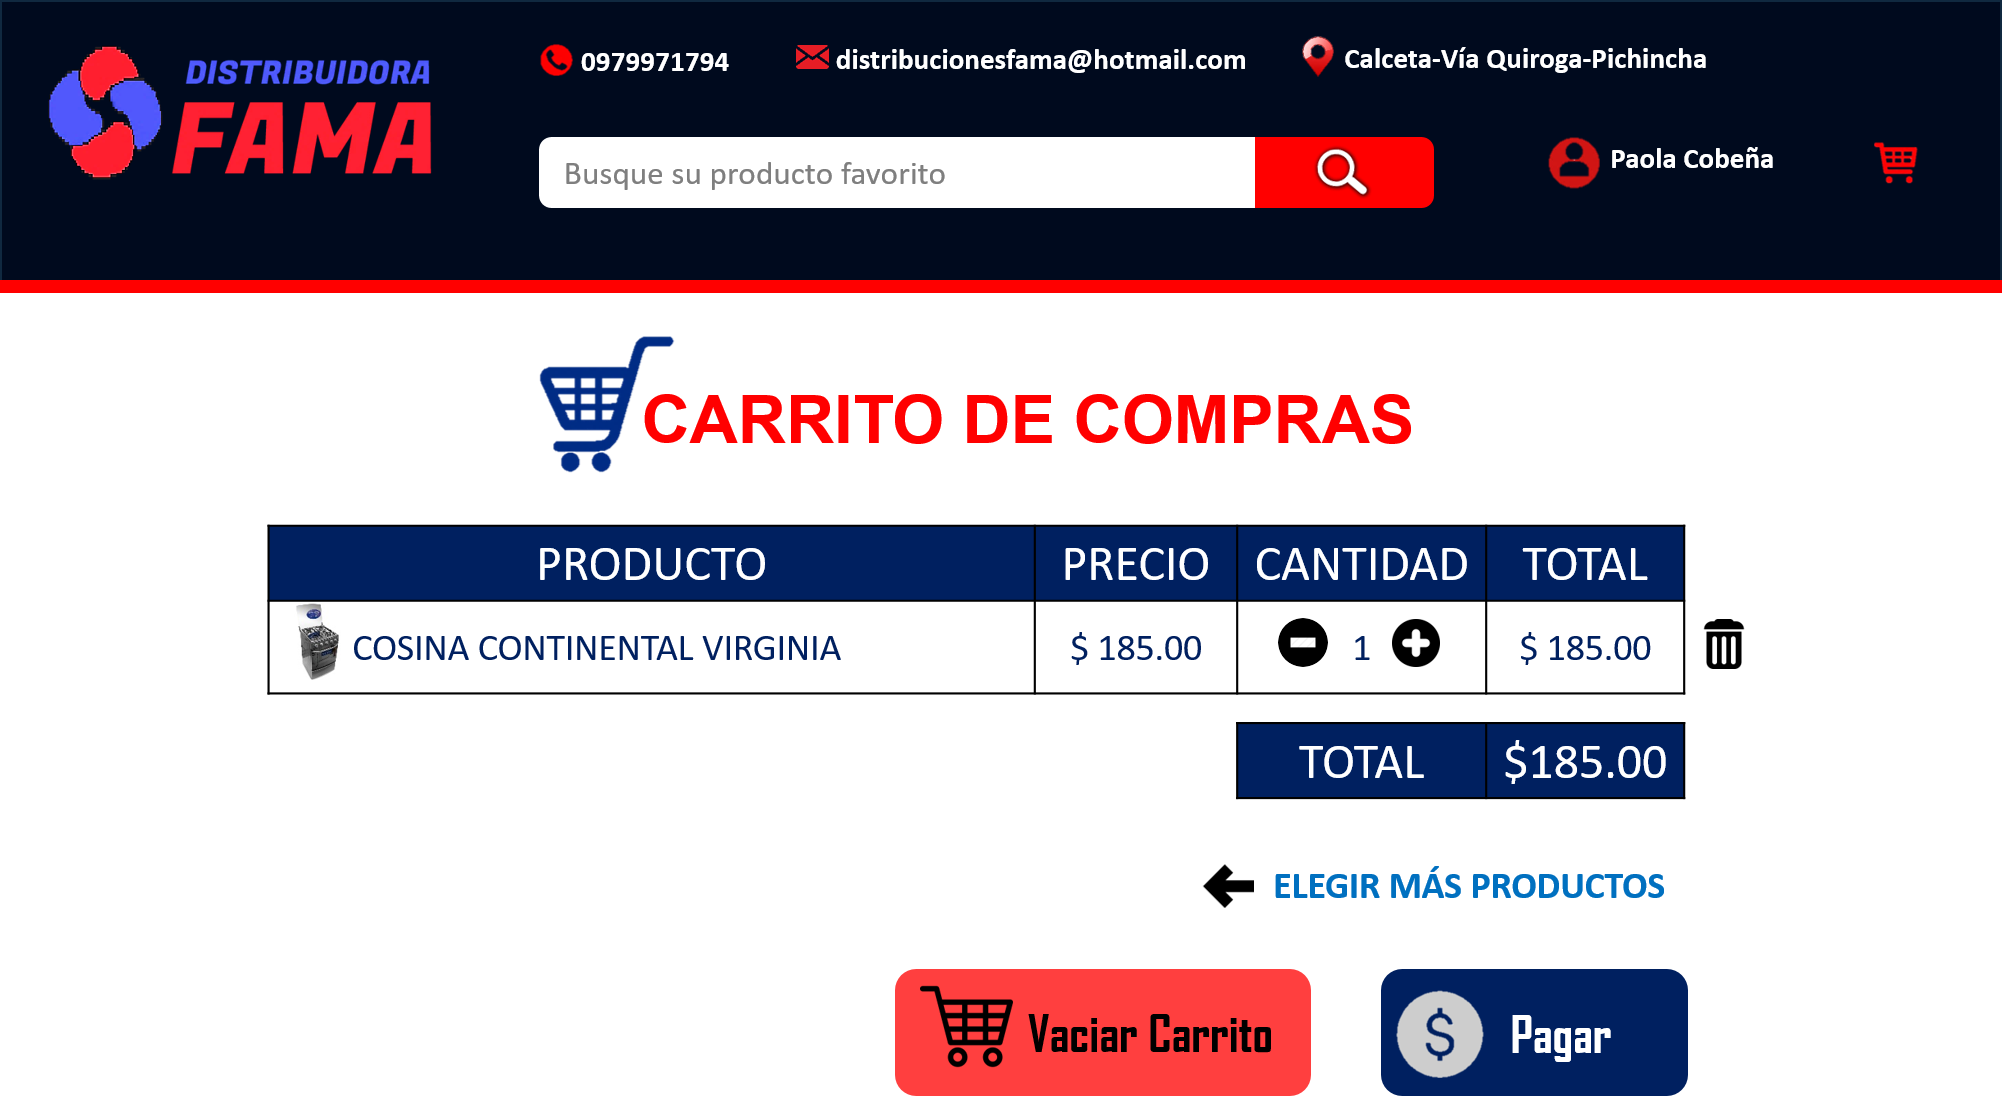 DISTRIBUIDORA
FAMA
0979971794
distribucionesfama@hotmail.com
Calceta-Vía Quiroga-Pichincha
Busque su producto favorito
Paola Cobeña
CARRITO DE COMPRAS
PRODUCTO PRECIO CANTIDAD TOTAL
COSINA CONTINENTAL VIRGINIA $ 185.00 1 $ 185.00
TOTAL $185.00
ELEGIR MÁS PRODUCTOS
Vaciar Carrito
$ Pagar